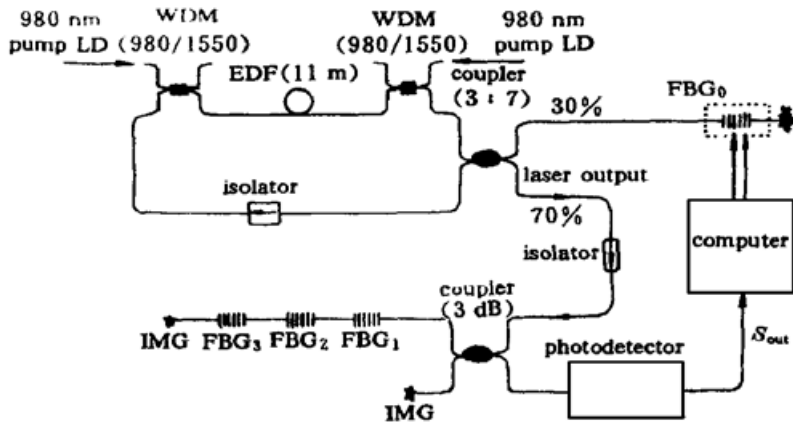 980 nm
pump LD
WDM
(980/1550)
WDM
(980/1550)
980 nm
pump LD
EDF(11 m)
coupler
(3 : 7)
30%
FBG0
isolator
laser output
70%
isolator
computer
coupler
(3 dB)
IMG FBG3 FBG2 FBG1
photodetector
Sout
IMG